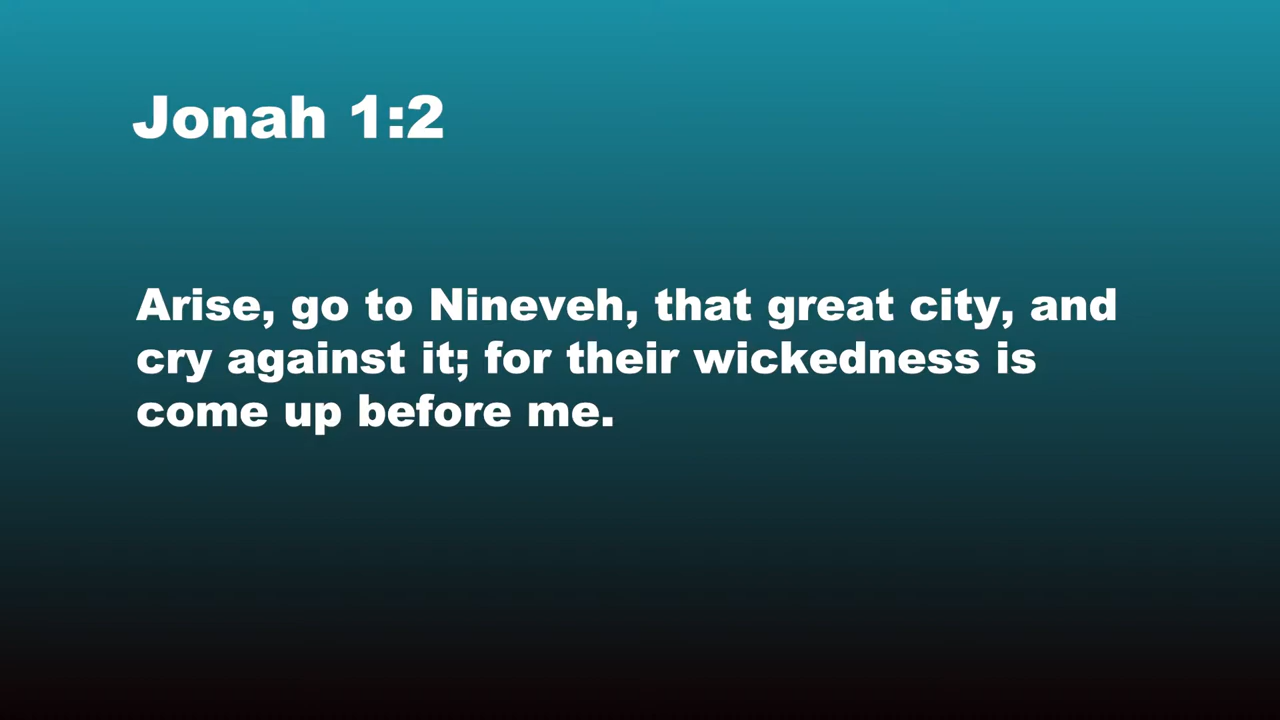 Jonah 1:2
Arise, go to Nineveh, that great city, and
cry against it; for their wickedness is
come up before me.